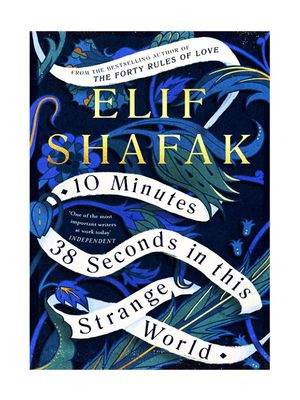 FROM THE BESTSELLING AUTHOR OF
THE FORTY RULES OF LOVE
ELIF
SHAFAK
10 Minutes
'One of the most
important writers
at work today'
INDEPENDENT
38 Seconds in this
Strange
World